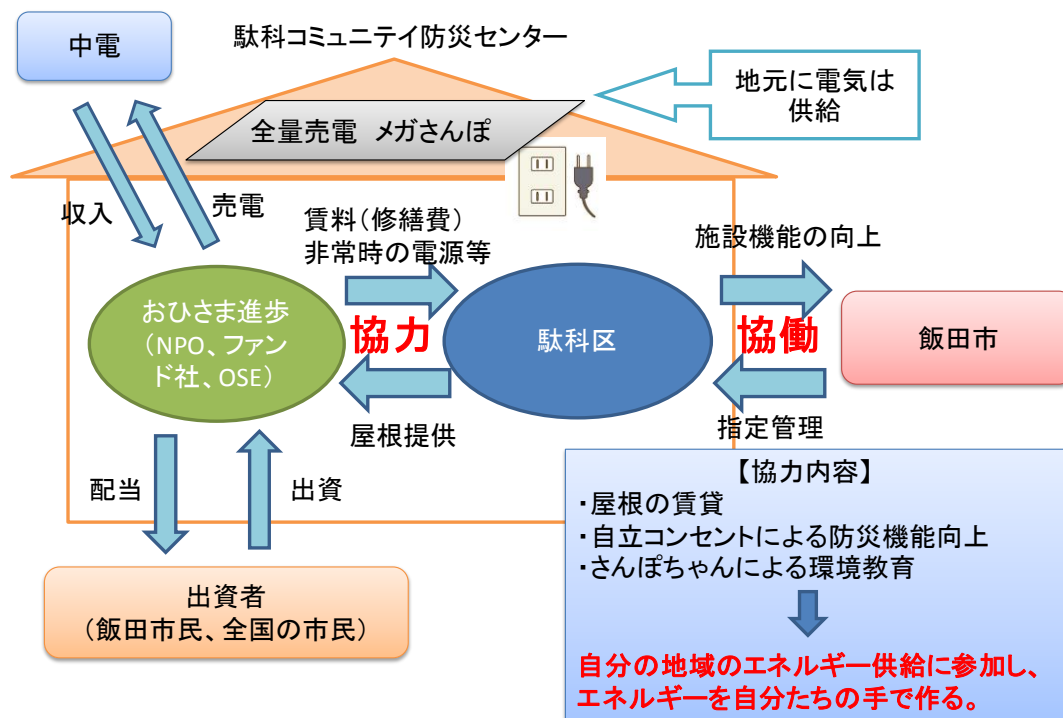 中電
駄科コミュニテイ防災センター
地元に電気は
供給
全量売電 メガさんぽ
収入
売電
賃料（修繕費）
非常時の電源等
施設機能の向上
おひさま進歩
（NPO、ファン
ド社、OSE）
協力
駄科区
協働
飯田市
屋根提供
指定管理
配当
出資
出資者
（飯田市民、全国の市民）
【協力内容】
・屋根の賃貸
・自立コンセントによる防災機能向上
・さんぽちゃんによる環境教育
自分の地域のエネルギー供給に参加し、
エネルギーを自分たちの手で作る。